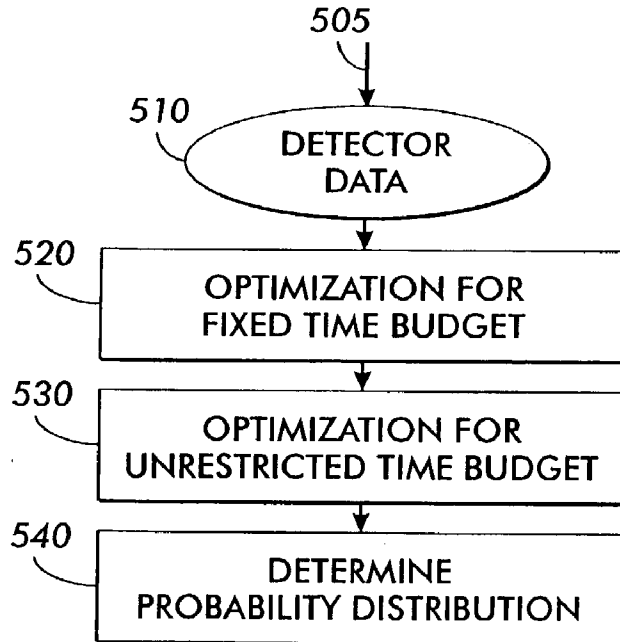 505
510
DETECTOR
DATA
520
OPTIMIZATION FOR
FIXED TIME BUDGET
530
OPTIMIZATION FOR
UNRESTRICTED TIME BUDGET
540
DETERMINE
PROBABILITY DISTRIBUTION